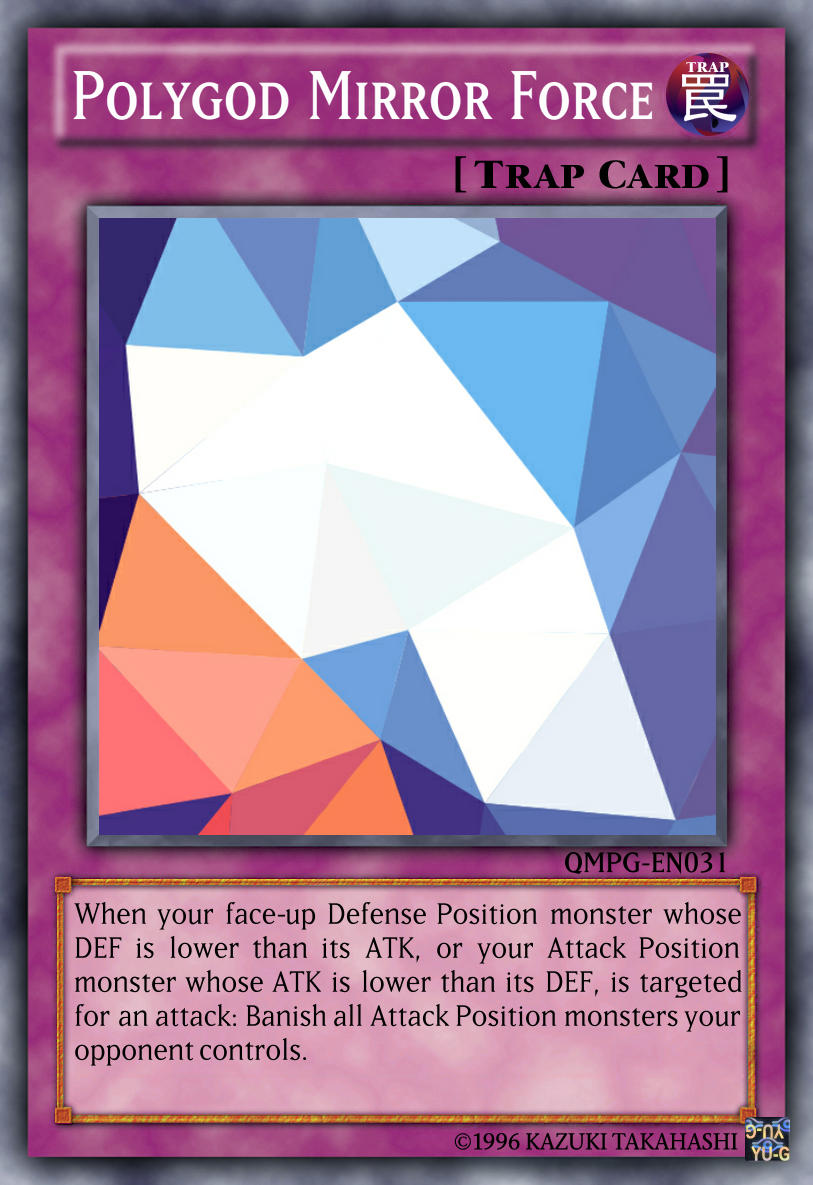 Polygod Mirror Force
TRAP
罠
[Trap Card]
QMPG-EN031
When your face-up Defense Position monster whose
DEF is lower than its ATK, or your Attack Position
monster whose ATK is lower than its DEF, is targeted
for an attack: Banish all Attack Position monsters your
opponent controls.
©1996 KAZUKI TAKAHASHI
YU-G
YU-G